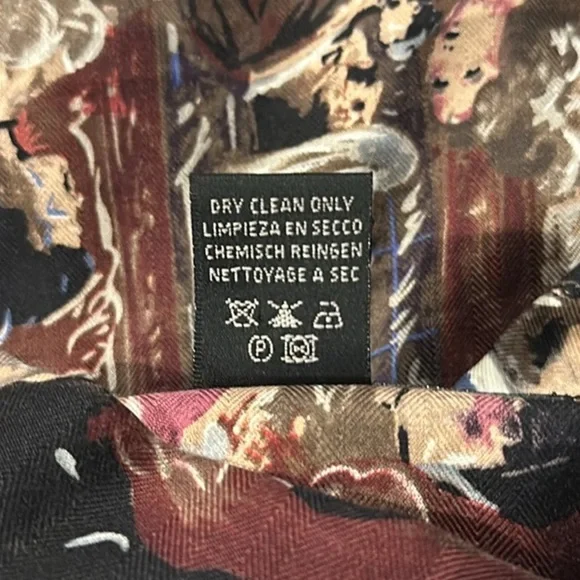 DRY CLEAN ONLY
LIMPIEZA EN SECCO
CHEMISCH REINGEN
NETTOYAGE A SEC
P